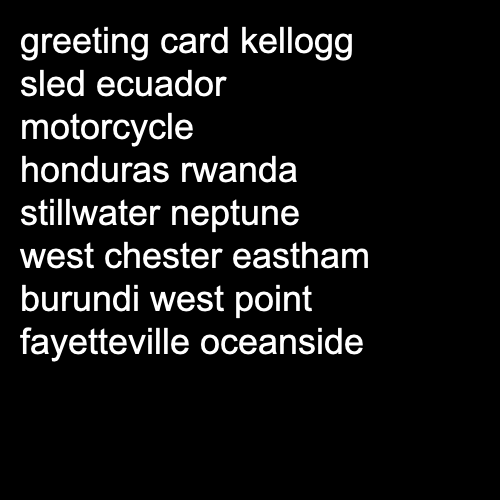 greeting card kellogg
sled ecuador
motorcycle
honduras rwanda
stillwater neptune
west chester eastham
burundi west point
fayetteville oceanside